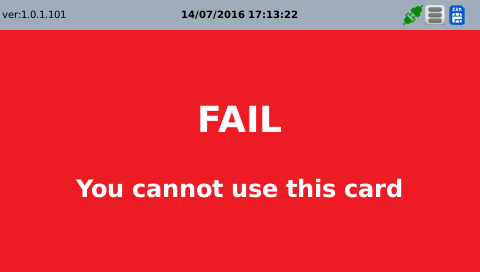 ver:1.0.1.101
14/07/2016 17:13:22
FAIL
You cannot use this card